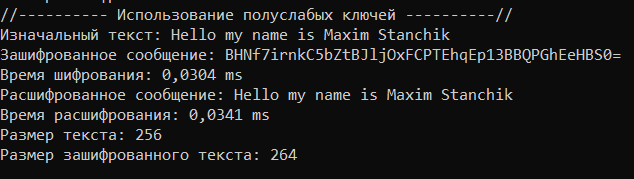 //---------- Использование полуслабых ключей ----------//
Изначальный текст: Hello my name is Maxim Stanchik
Зашифрованное сообщение: BHNf7irnkC5bZtBJljOxFCPTEhqEp13BBQPGhEeHBS0=
Время шифрования: 0,0304 ms
Расшифрованное сообщение: Hello my name is Maxim Stanchik
Время расшифрования: 0,0341 ms
Размер текста: 256
Размер зашифрованного текста: 264